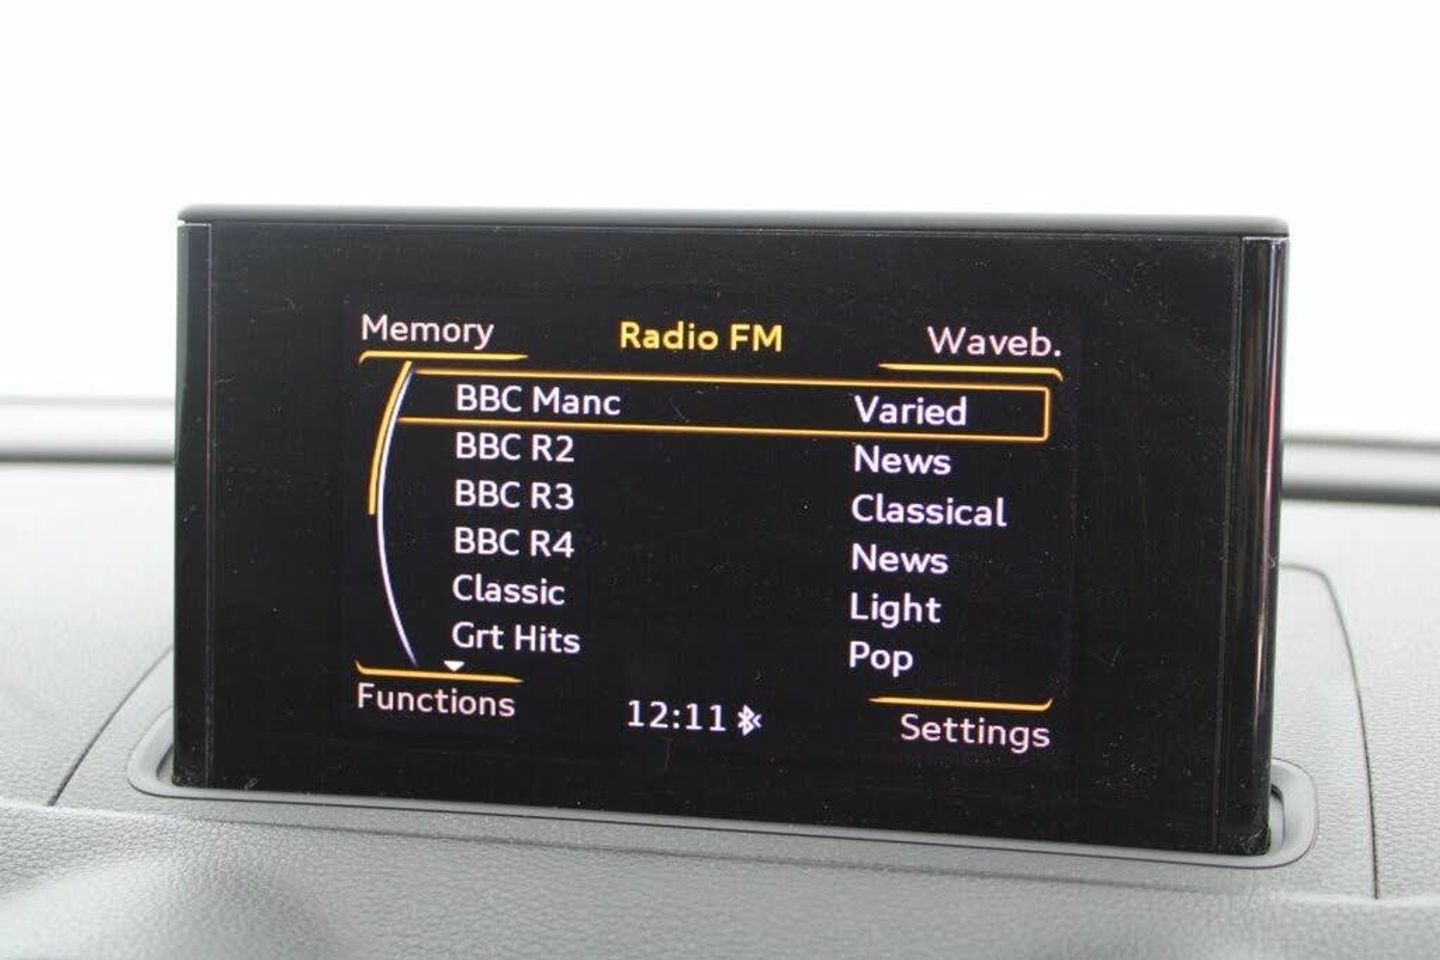 Memory Radio FM Waveb.
BBC Manc Varied
BBC R2 News
BBC R3 Classical
BBC R4 News
Classic Light
Grt Hits Pop
Functions 12:11 Settings